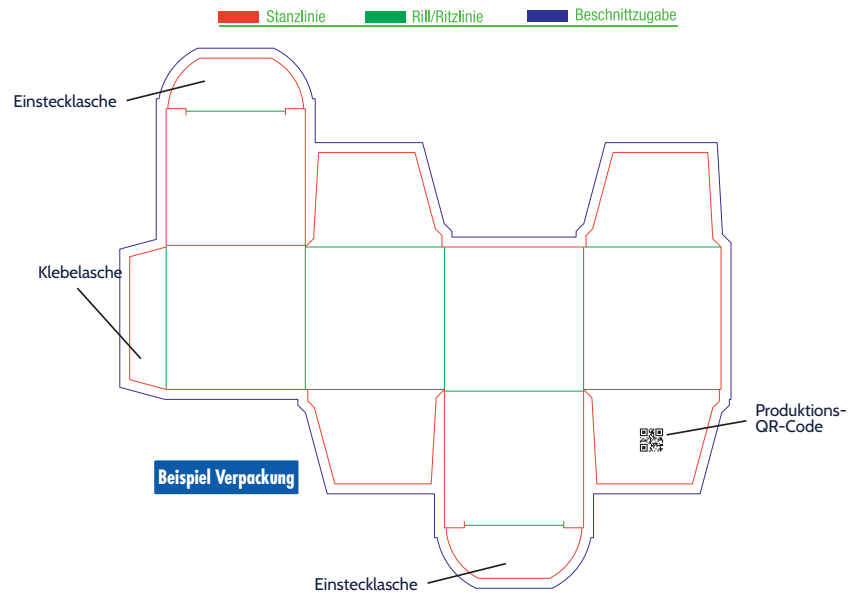 Stanzlinie
Rill/Ritzlinie
Beschnittzugabe
Einstecklasche
Klebelasche
Produktions-
QR-Code
Beispiel Verpackung
Einstecklasche